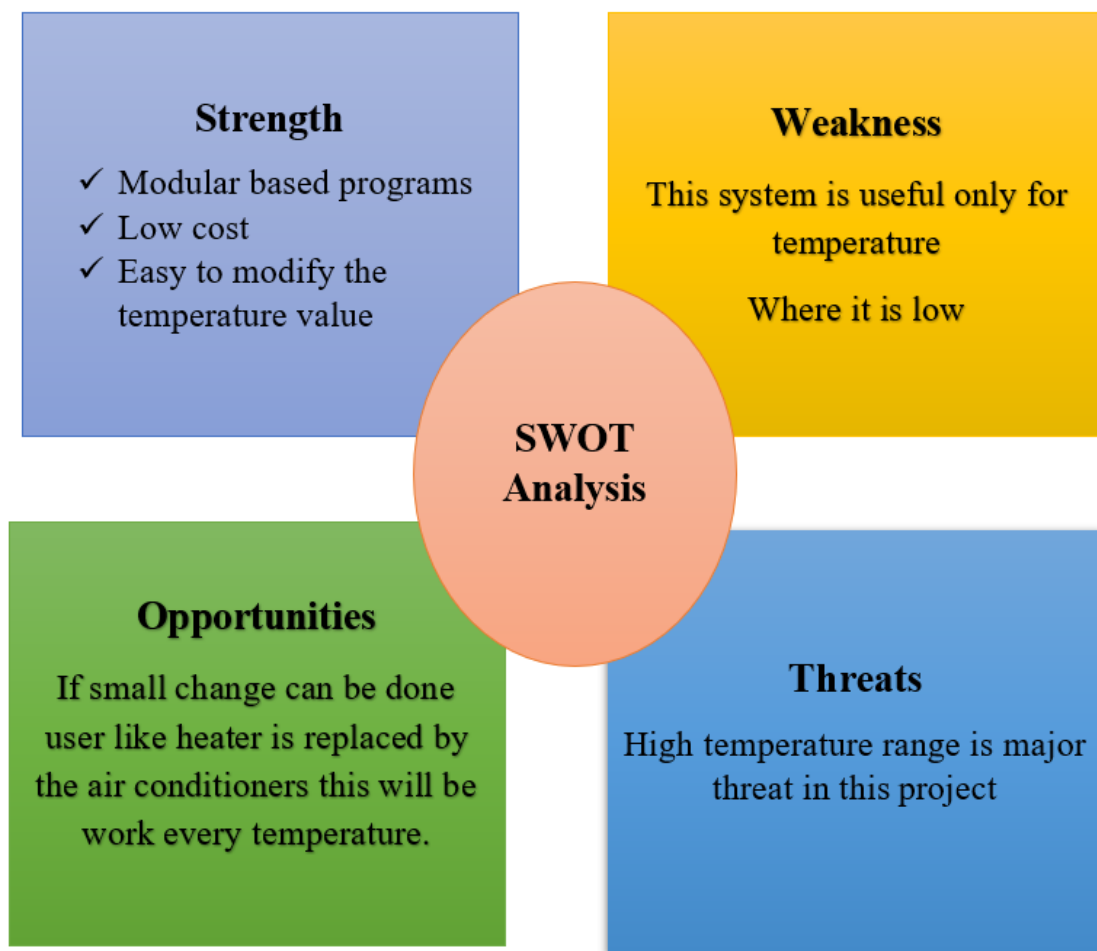 Strength
✓ Modular based programs
✓ Low cost
✓ Easy to modify the
temperature value
Weakness
This system is useful only for
temperature
Where it is low
SWOT
Analysis
Opportunities
If small change can be done
user like heater is replaced by
the air conditioners this will be
work every temperature.
Threats
High temperature range is major
threat in this project